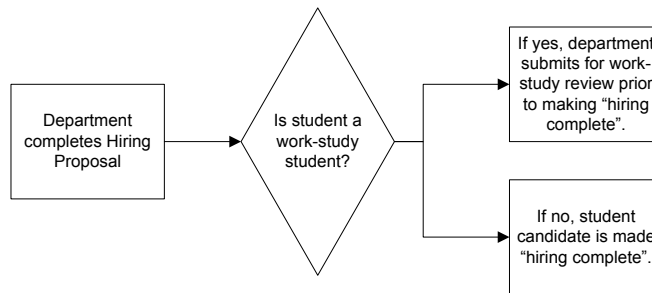 Department
completes Hiring
Proposal
Is student a
work-study
student?
If yes, department
submits for work-
study review prior
to making “hiring
complete”.
If no, student
candidate is made
“hiring complete”.